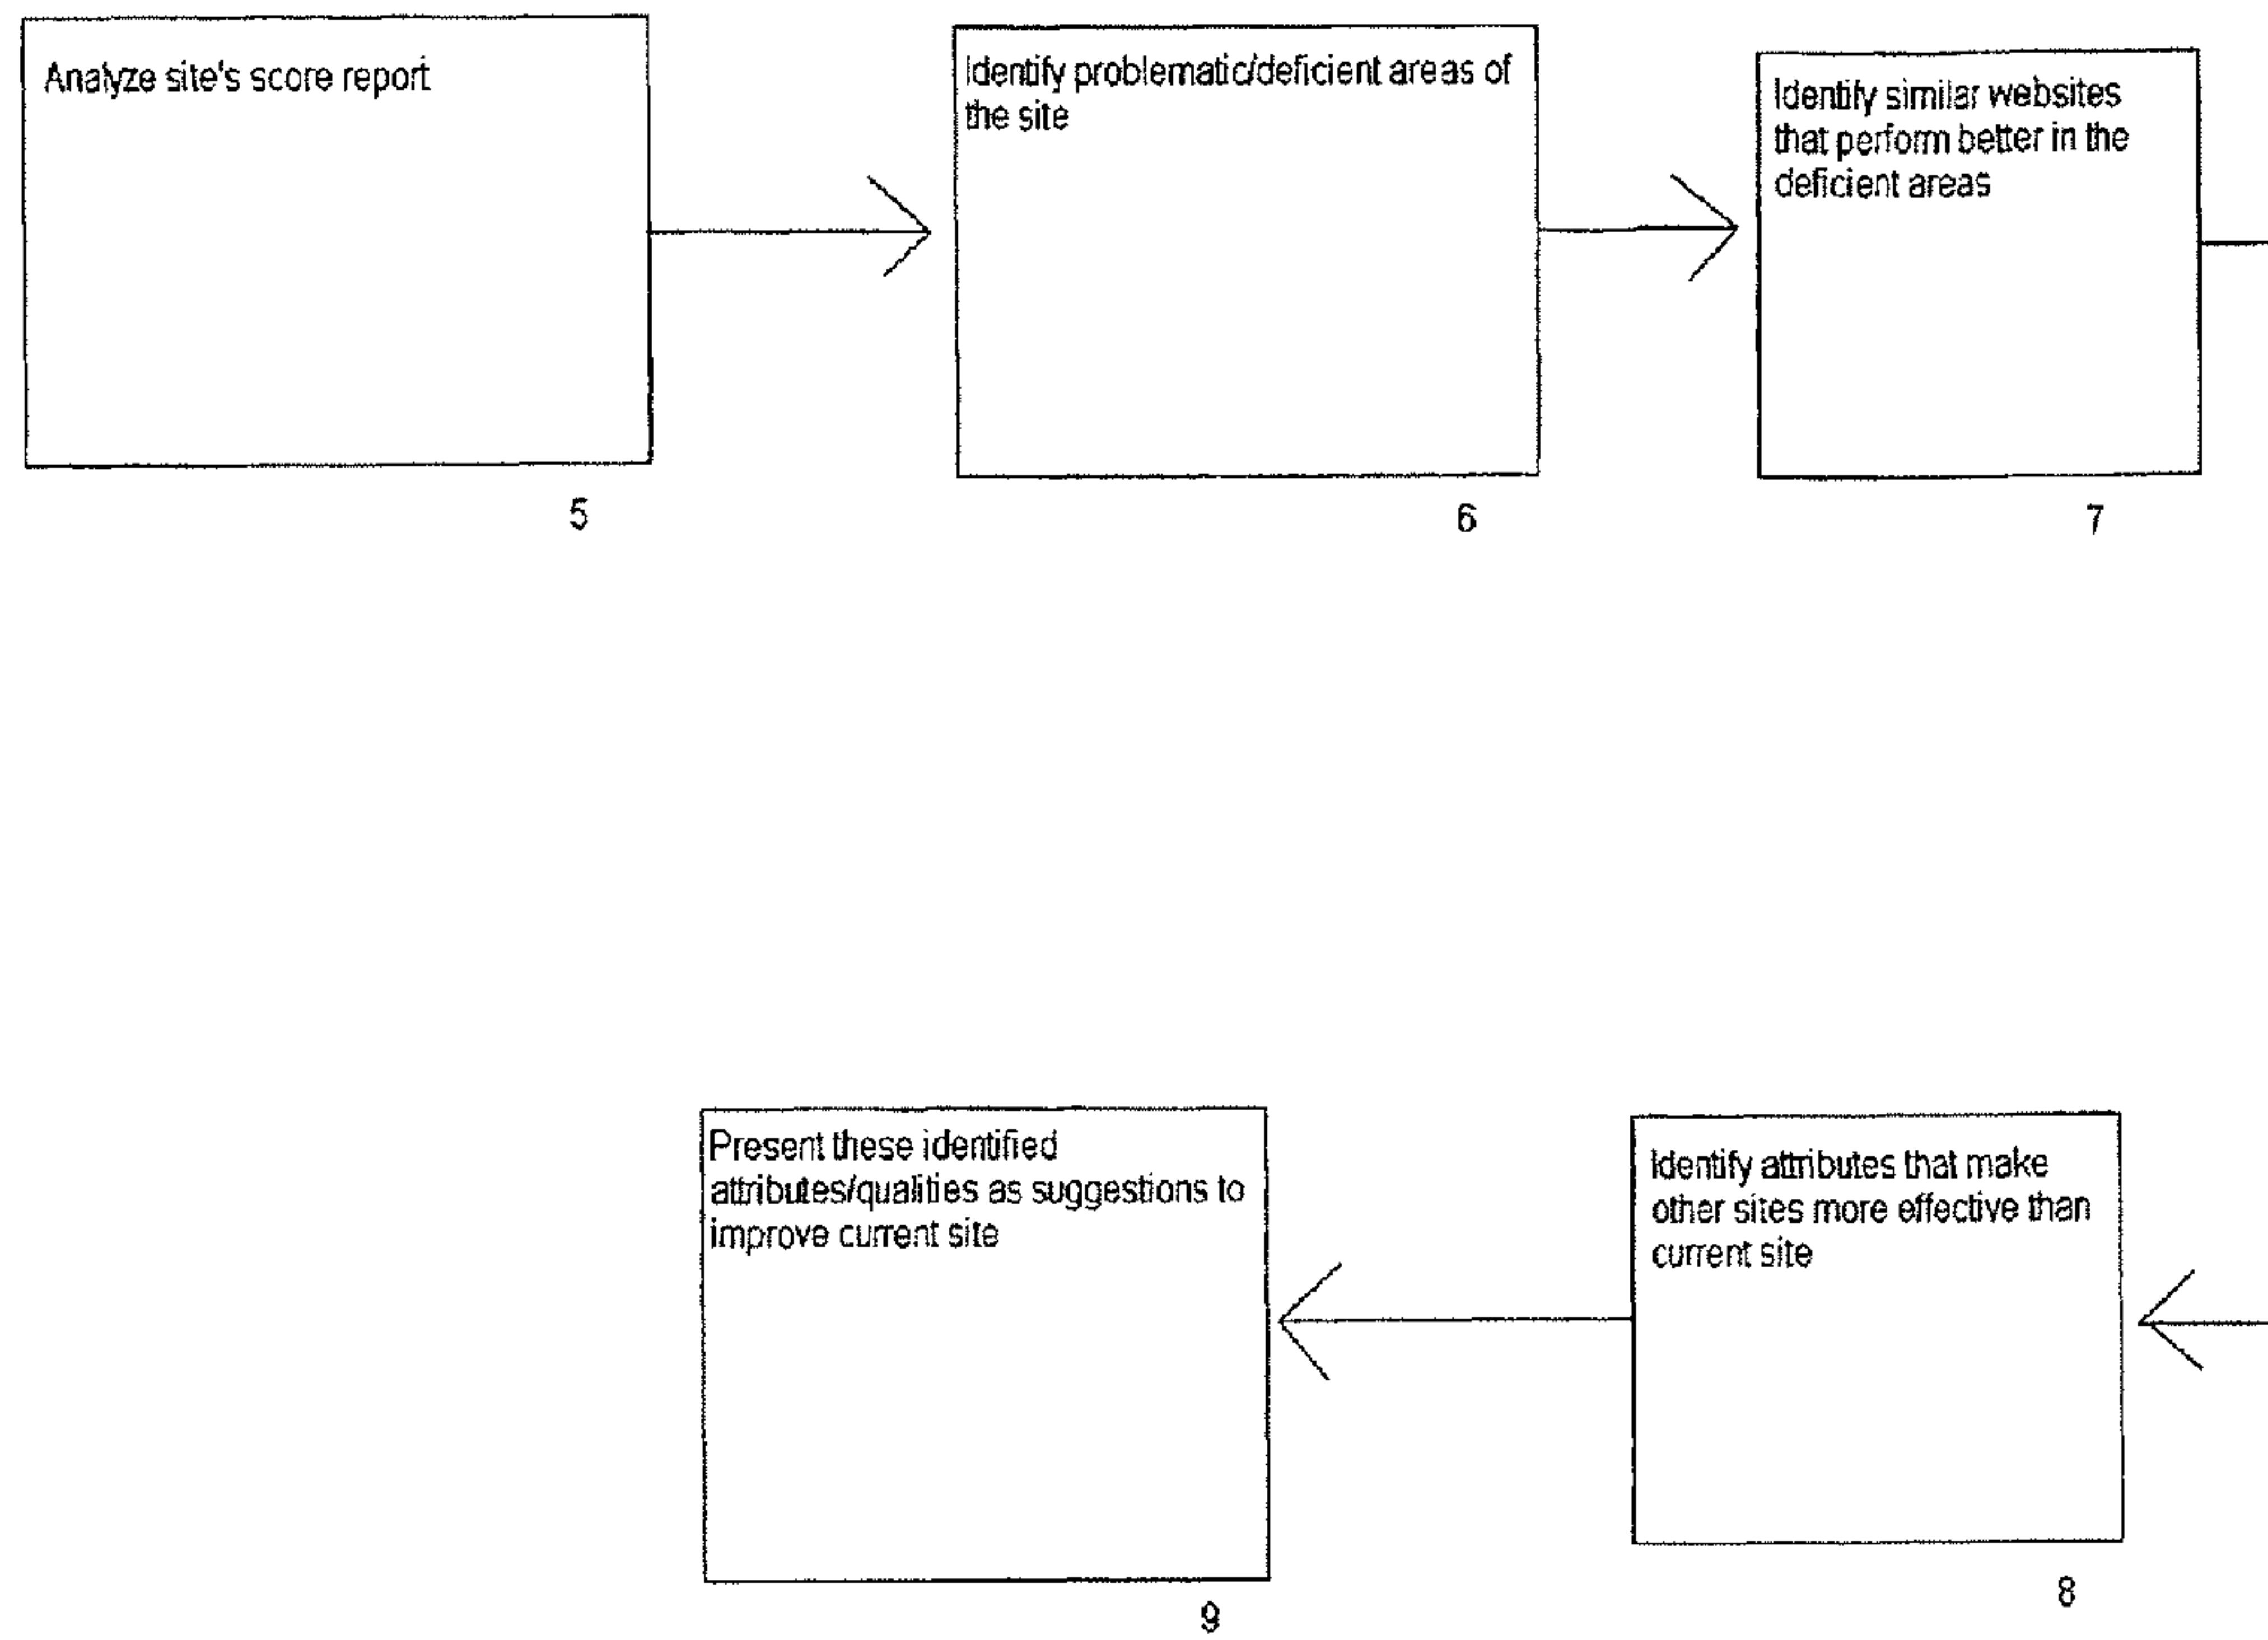 Analyze site's score report
5
Identify problematic/deficient areas of
the site
6
Identify similar websites
that perform better in the
deficient areas
7
Identify attributes that make
other sites more effective than
current site
8
Present these identified
attributes/qualities as suggestions to
improve current site
9